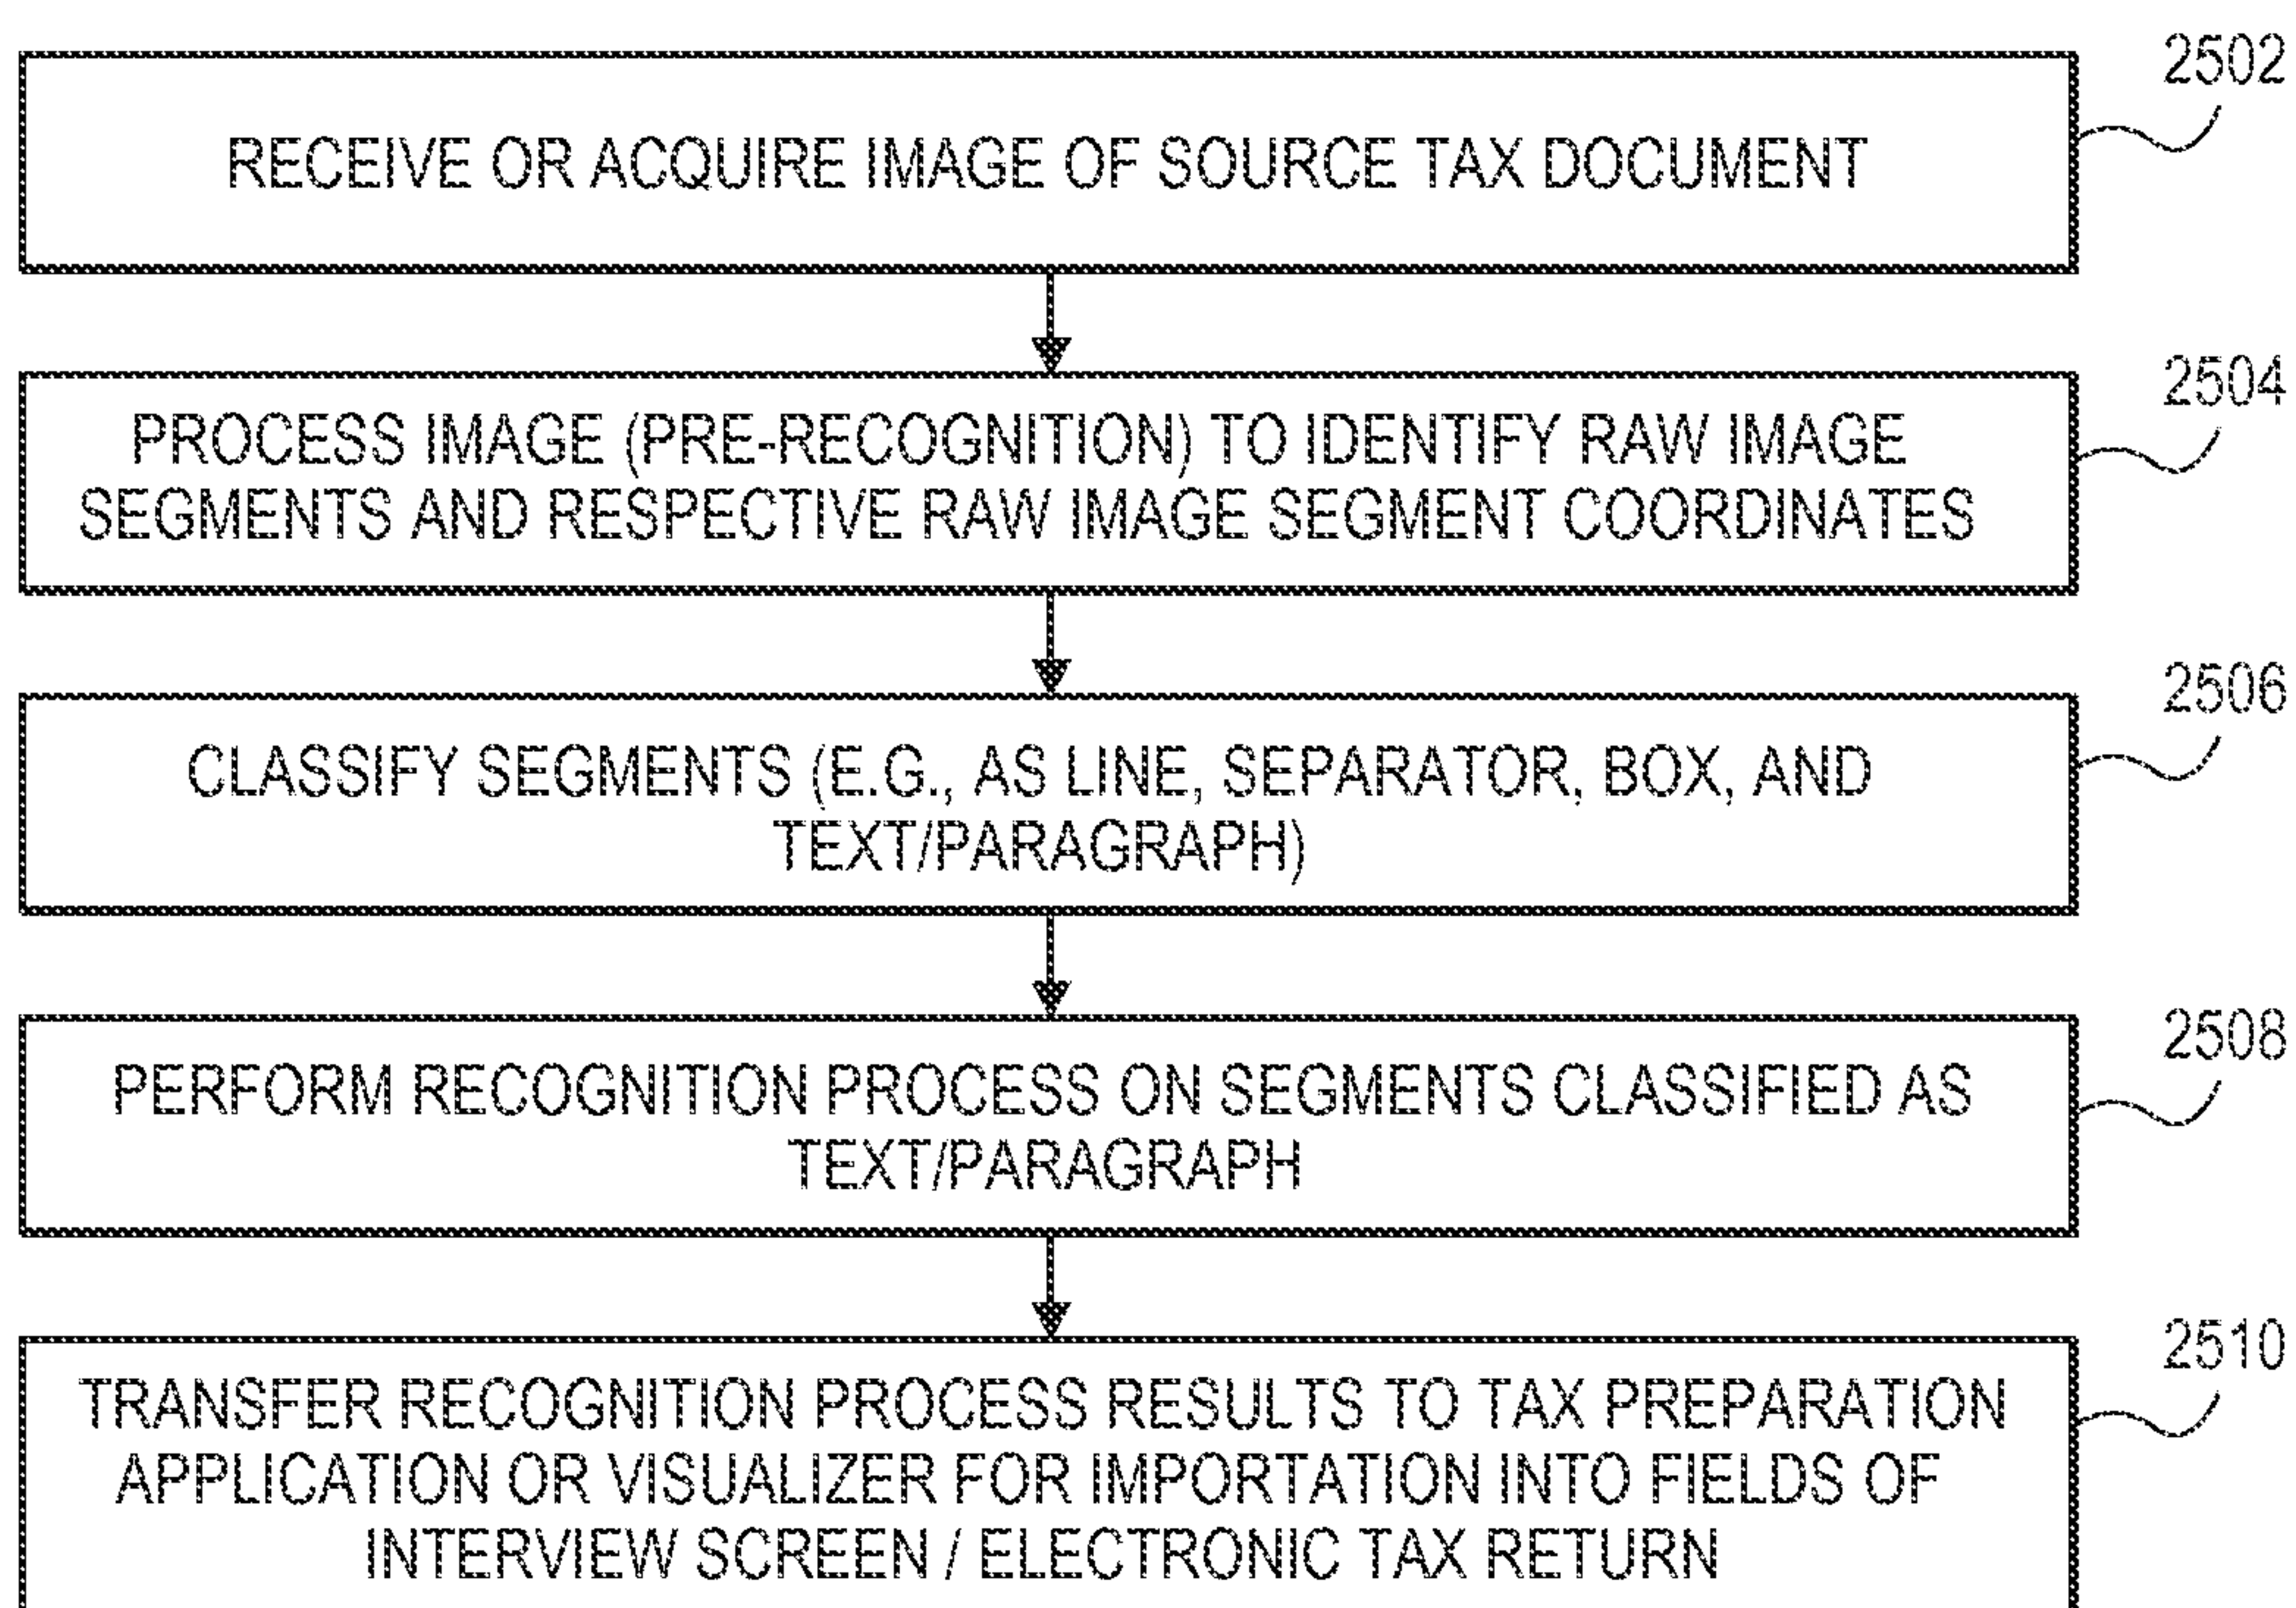 2502
RECEIVE OR ACQUIRE IMAGE OF SOURCE TAX DOCUMENT
2504
PROCESS IMAGE (PRE-RECOGNITION) TO IDENTIFY RAW IMAGE
SEGMENTS AND RESPECTIVE RAW IMAGE SEGMENT COORDINATES
2506
CLASSIFY SEGMENTS (E.G., AS LINE, SEPARATOR, BOX, AND
TEXT/PARAGRAPH)
2508
PERFORM RECOGNITION PROCESS ON SEGMENTS CLASSIFIED AS
TEXT/PARAGRAPH
2510
TRANSFER RECOGNITION PROCESS RESULTS TO TAX PREPARATION
APPLICATION OR VISUALIZER FOR IMPORTATION INTO FIELDS OF
INTERVIEW SCREEN / ELECTRONIC TAX RETURN